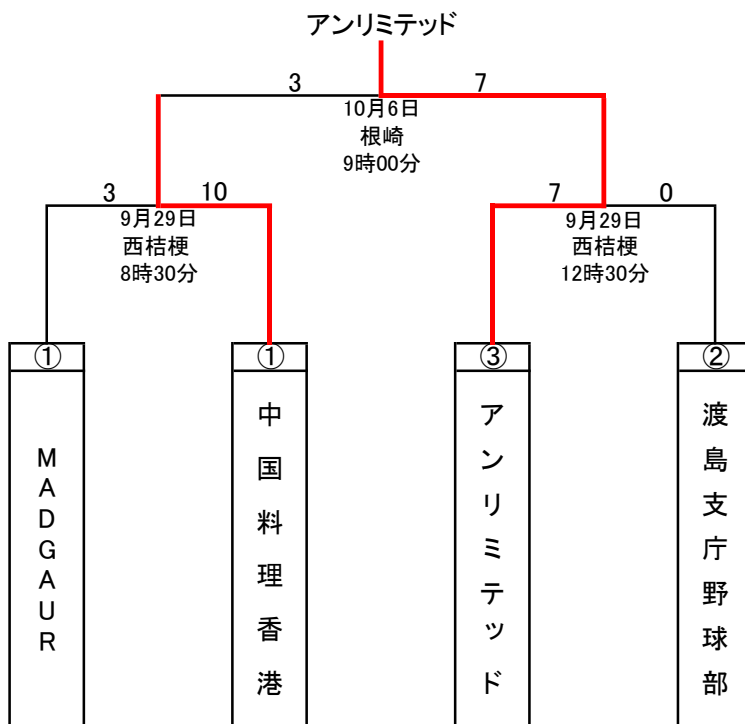 アンリミテッド
3
7
10月6日
根崎
9時00分
3
10
7
0
9月29日
西桔梗
8時30分
9月29日
西桔梗
12時30分
①
①
③
②
MADGAUR
中国料理香港
アンリミテッド
渡島支庁野球部